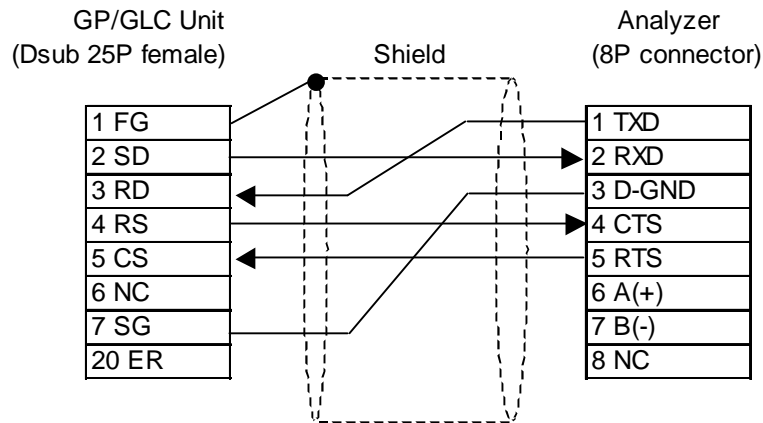 GP/GLC Unit
(Dsub 25P female)
Shield
Analyzer
(8P connector)
1 FG
2 SD
3 RD
4 RS
5 CS
6 NC
7 SG
20 ER
1 TXD
2 RXD
3 D-GND
4 CTS
5 RTS
6 A(+)
7 B(-)
8 NC